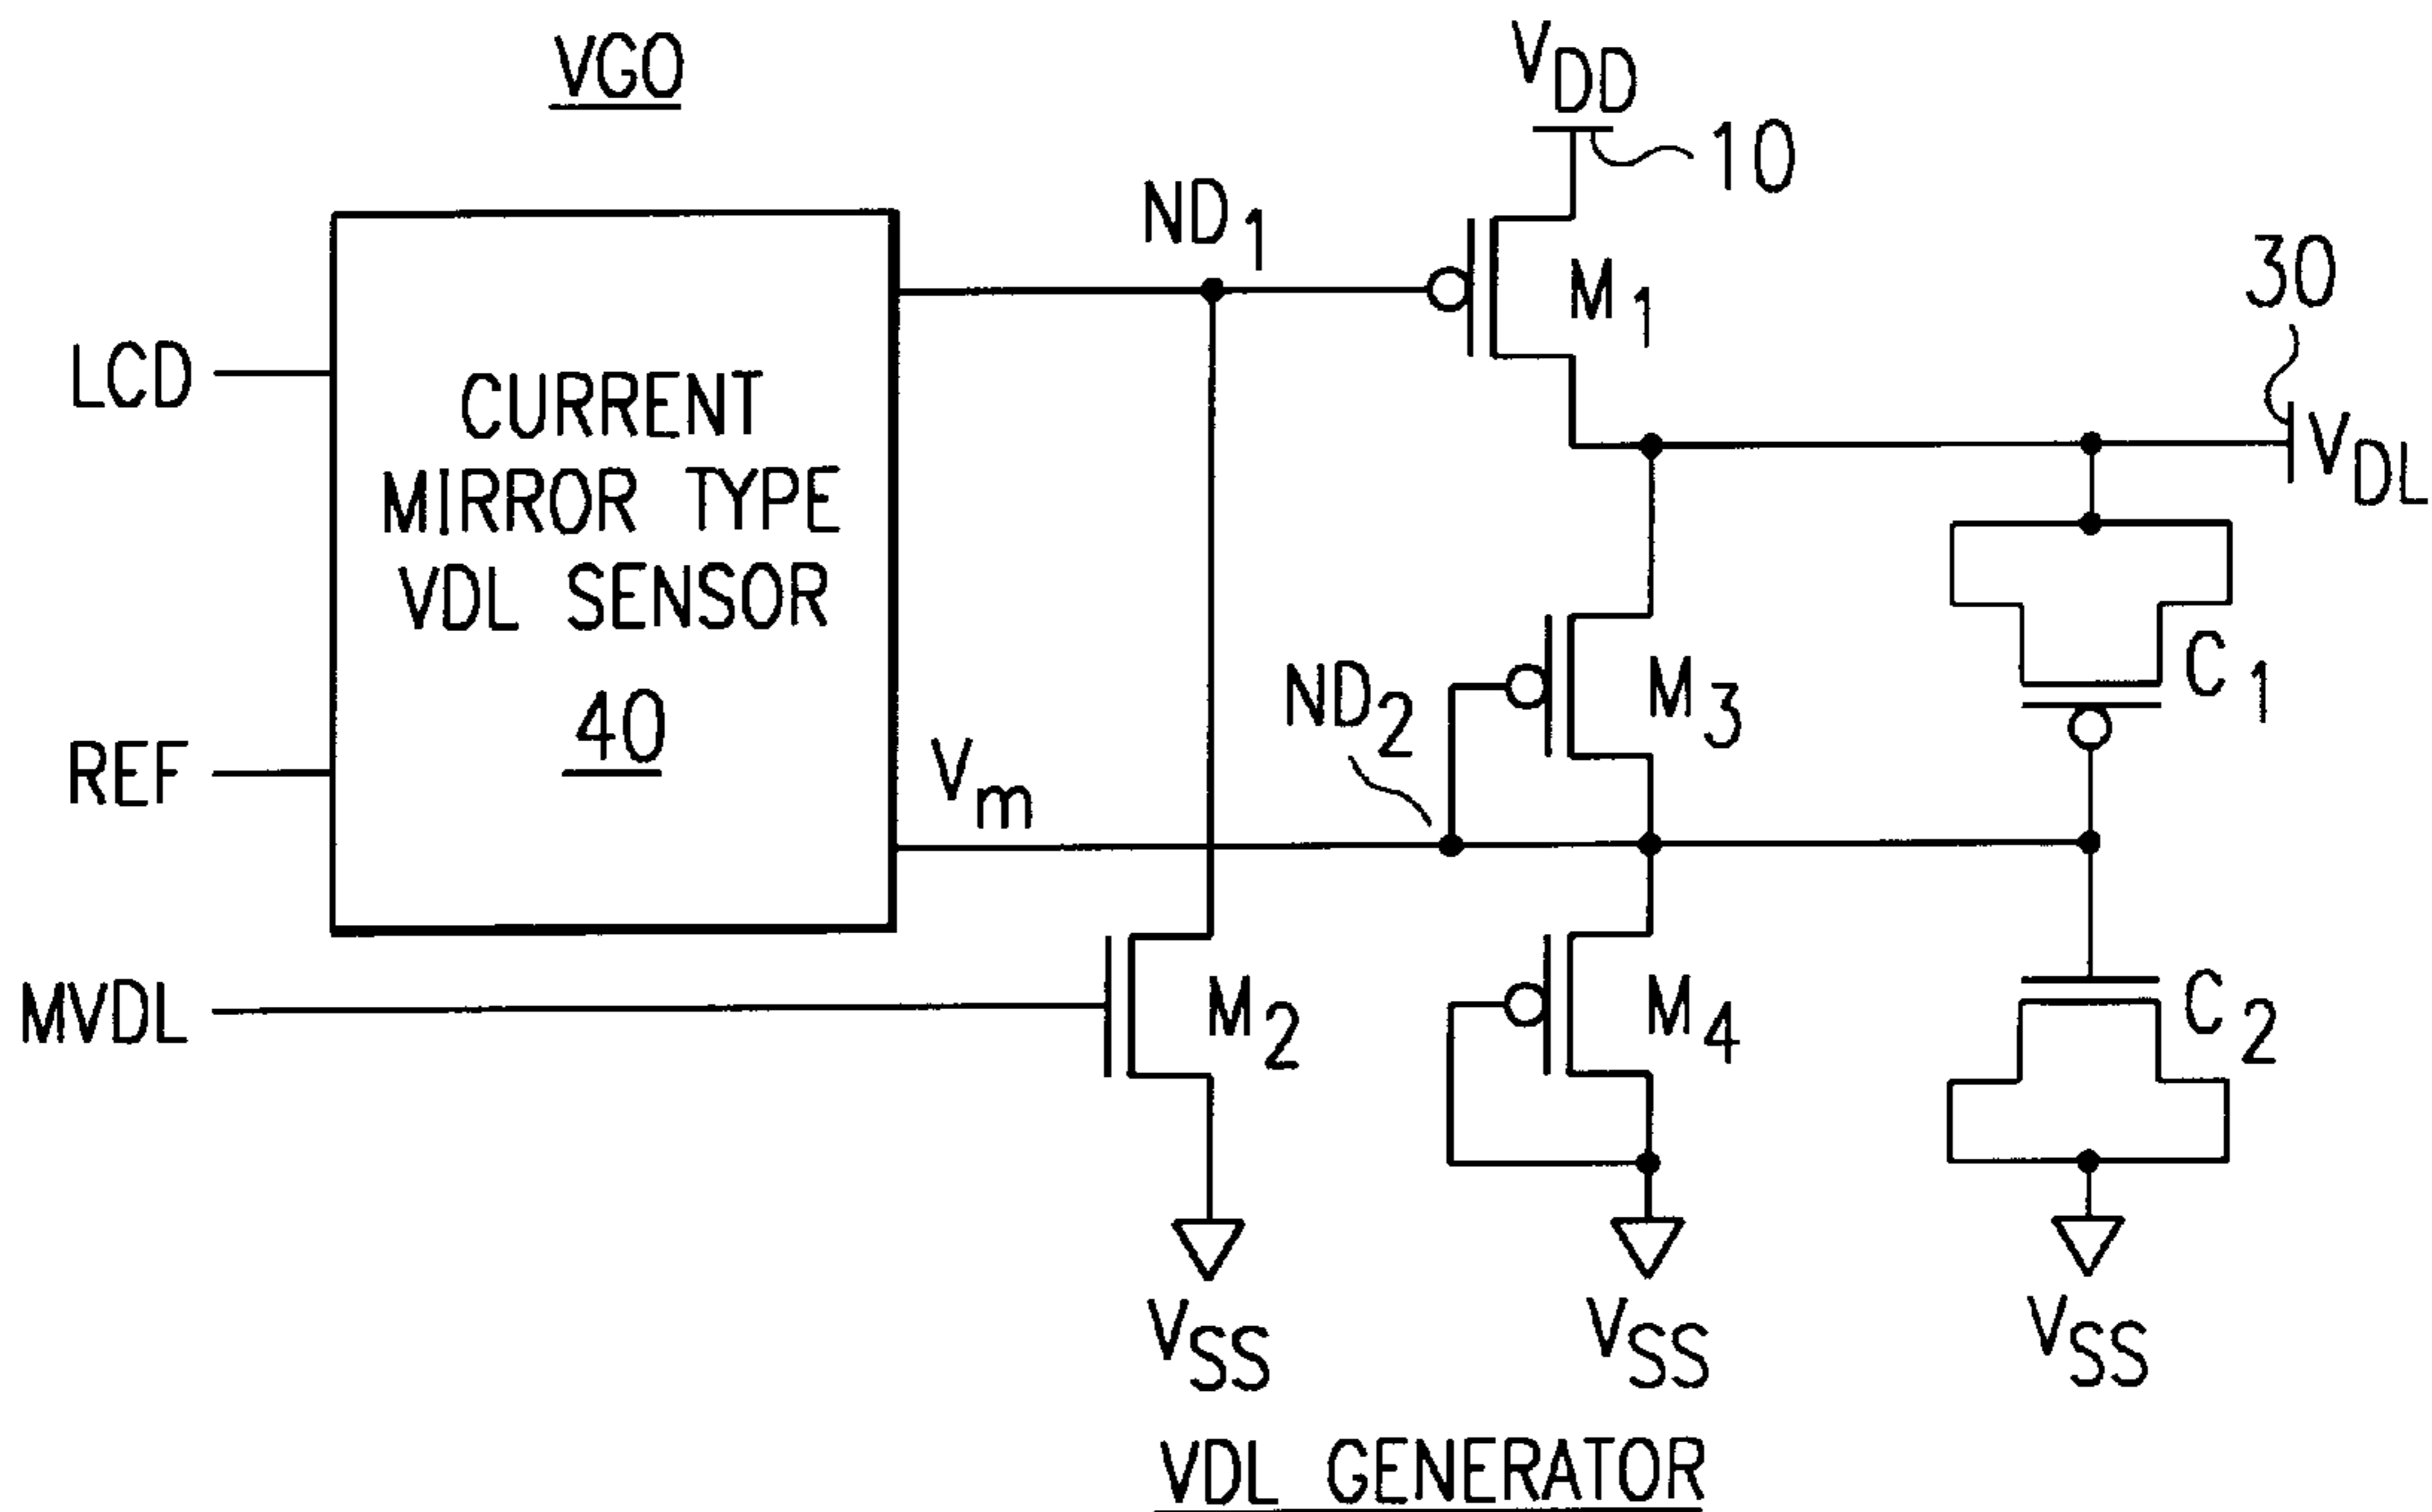 VGO
VDD
10
ND1
M1
30
LCD
VDL
CURRENT
MIRROR TYPE
VDL SENSOR
40
C1
ND2
M3
REF
Vm
MVDL
M2
M4
C2
VSS
VSS
VSS
VDL GENERATOR